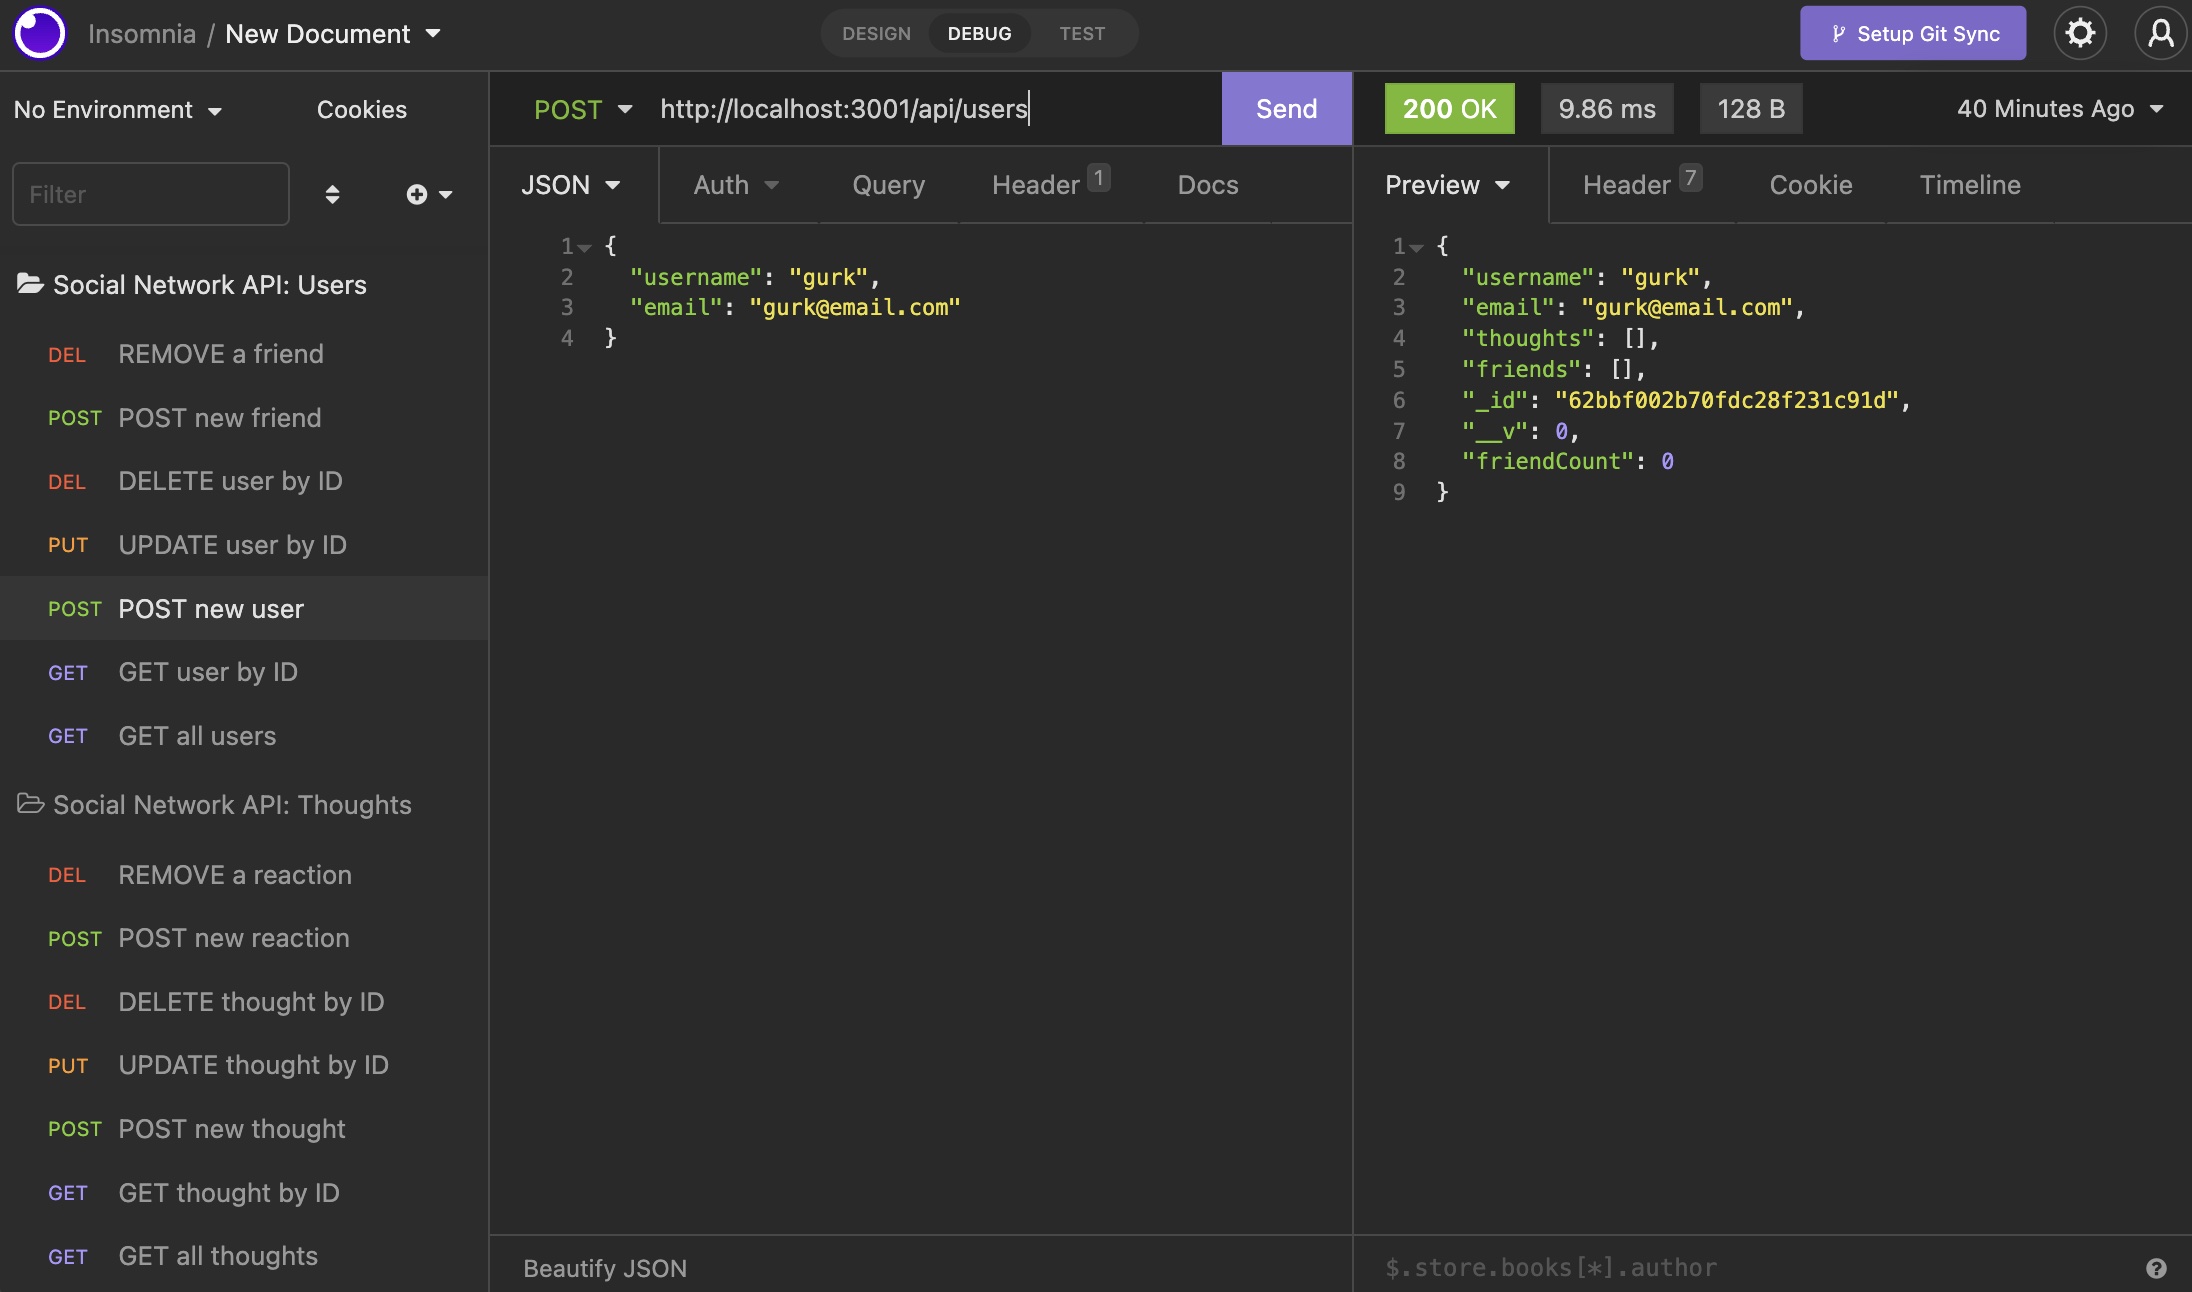 Insomnia / New Document
DESIGN DEBUG TEST
Setup Git Sync
No Environment Cookies
Filter
Social Network API: Users
DEL REMOVE a friend
POST POST new friend
DEL DELETE user by ID
PUT UPDATE user by ID
POST POST new user
GET GET user by ID
GET GET all users
Social Network API: Thoughts
DEL REMOVE a reaction
POST POST new reaction
DEL DELETE thought by ID
PUT UPDATE thought by ID
POST POST new thought
GET GET thought by ID
GET GET all thoughts
POST http://localhost:3001/api/users Send
JSON Auth Query Header 1 Docs
1 {
2 "username": "gurk",
3 "email": "gurk@email.com"
4 }
Beautify JSON
200 OK 9.86 ms 128 B 40 Minutes Ago
Preview Header 7 Cookie Timeline
1 {
2 "username": "gurk",
3 "email": "gurk@email.com",
4 "thoughts": [],
5 "friends": [],
6 "_id": "62bbf002b70fdc28f231c91d",
7 "__v": 0,
8 "friendCount": 0
9 }
$.store.books[*].author
?